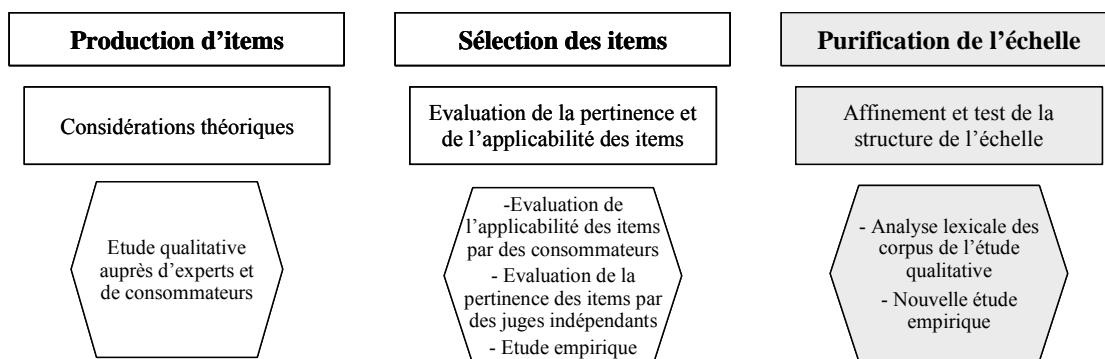 Production d’items
Considérations théoriques
Etude qualitative
auprès d’experts et
de consommateurs
Sélection des items
Evaluation de la pertinence et
de l’applicabilité des items
-Evaluation de
l’applicabilité des items
par des consommateurs
- Evaluation de la
pertinence des items par
des juges indépendants
- Etude empirique
Purification de l’échelle
Affinement et test de la
structure de l’échelle
- Analyse lexicale des
corpus de l’étude
qualitative
- Nouvelle étude
empirique